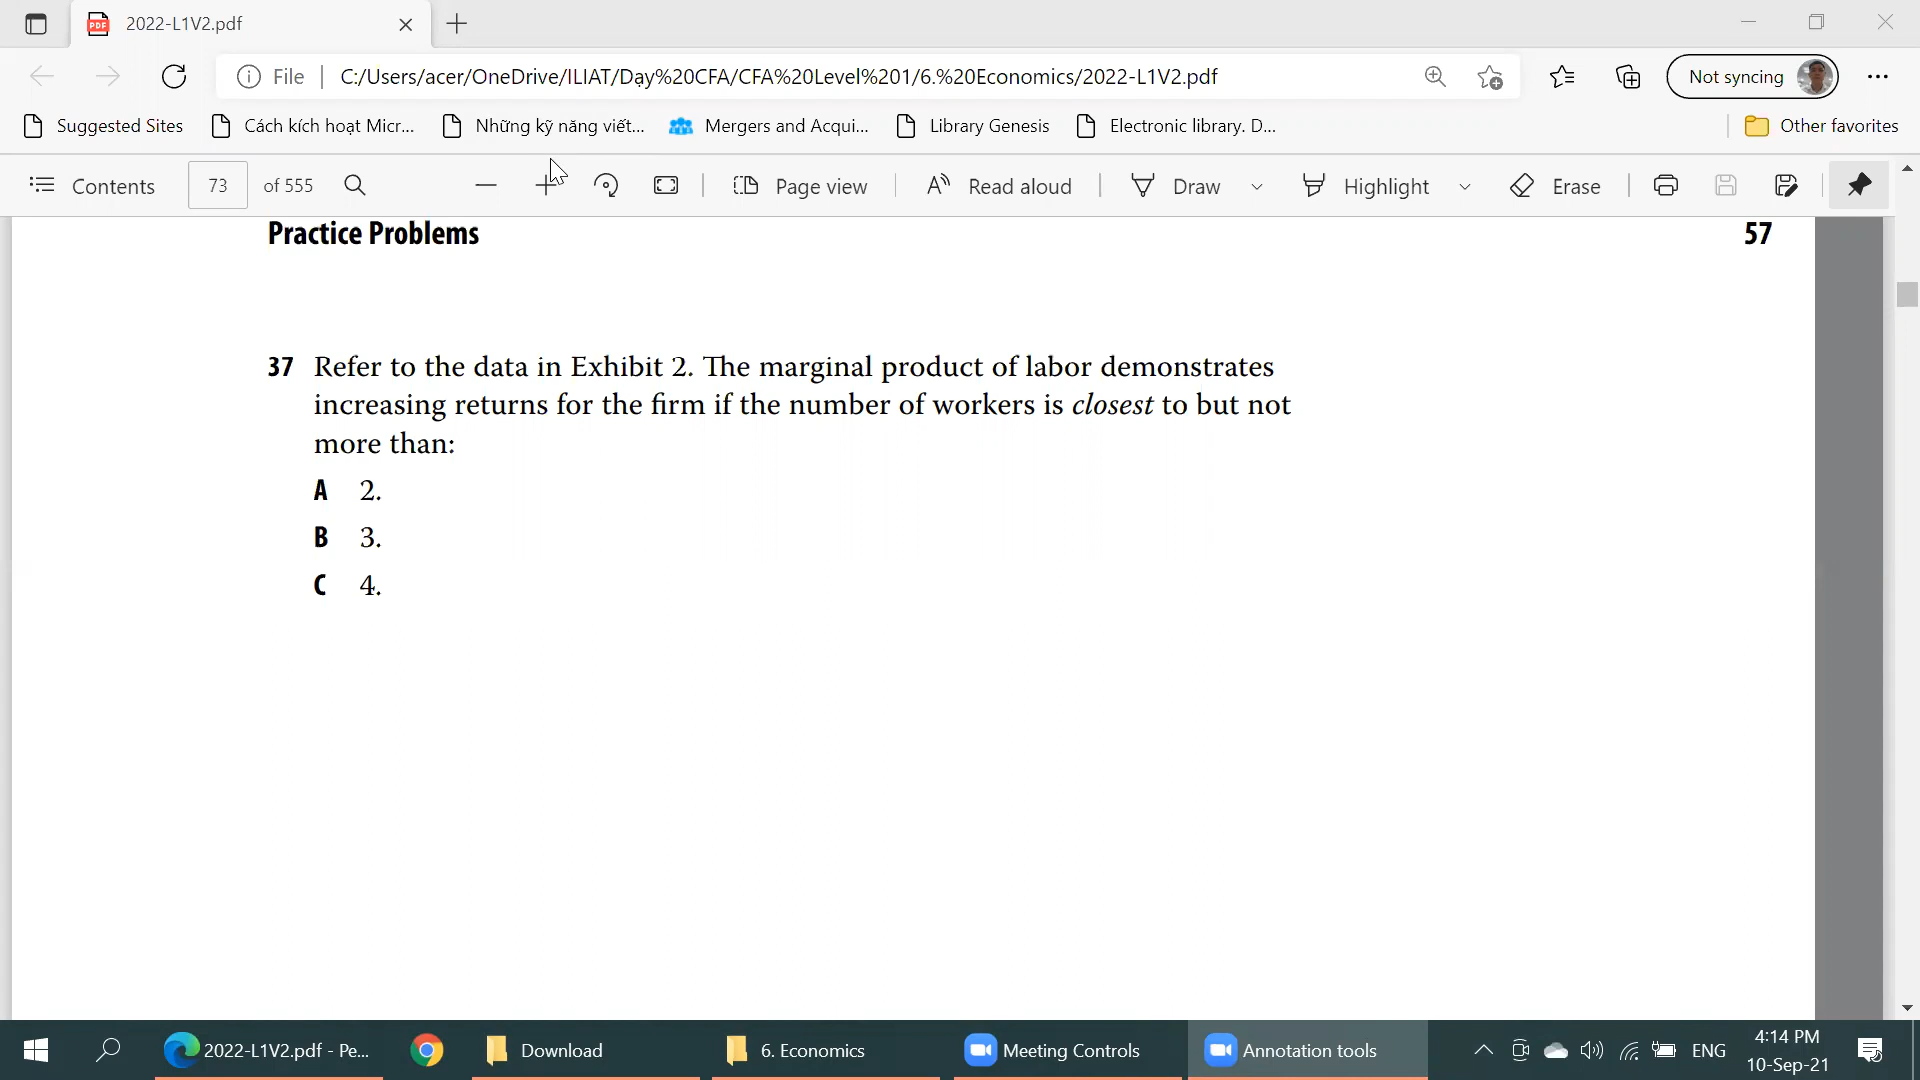 2022-L1V2.pdf
File C:/Users/acer/OneDrive/ILIAT/Dạy%20CFA/CFA%20Level%201/6.%20Economics/2022-L1V2.pdf Not syncing
Suggested Sites Cách kích hoạt Micr... Những kỹ năng viết... Mergers and Acqui... Library Genesis Electronic library. D... Other favorites
Contents 73 of 555 Page view Read aloud Draw Highlight Erase
Practice Problems 57
37 Refer to the data in Exhibit 2. The marginal product of labor demonstrates
increasing returns for the firm if the number of workers is closest to but not
more than:
A 2.
B 3.
C 4.
2022-L1V2.pdf - Pe... Download 6. Economics Meeting Controls Annotation tools ENG 4:14 PM
10-Sep-21